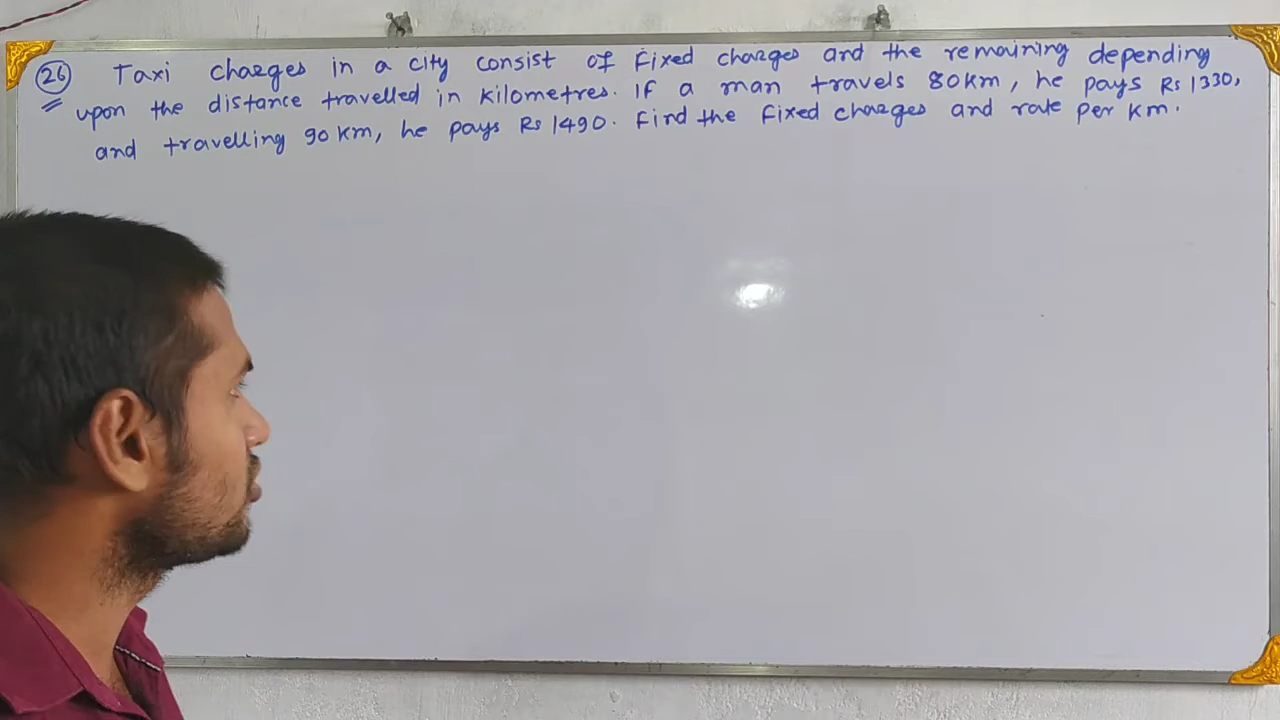 26 Taxi charges in a city consist of fixed charges and the remaining depending
upon the distance travelled in kilometres. If a man travels 80 km, he pays Rs 1330,
and travelling 90 km, he pays Rs 1490. Find the fixed charges and rate per km.